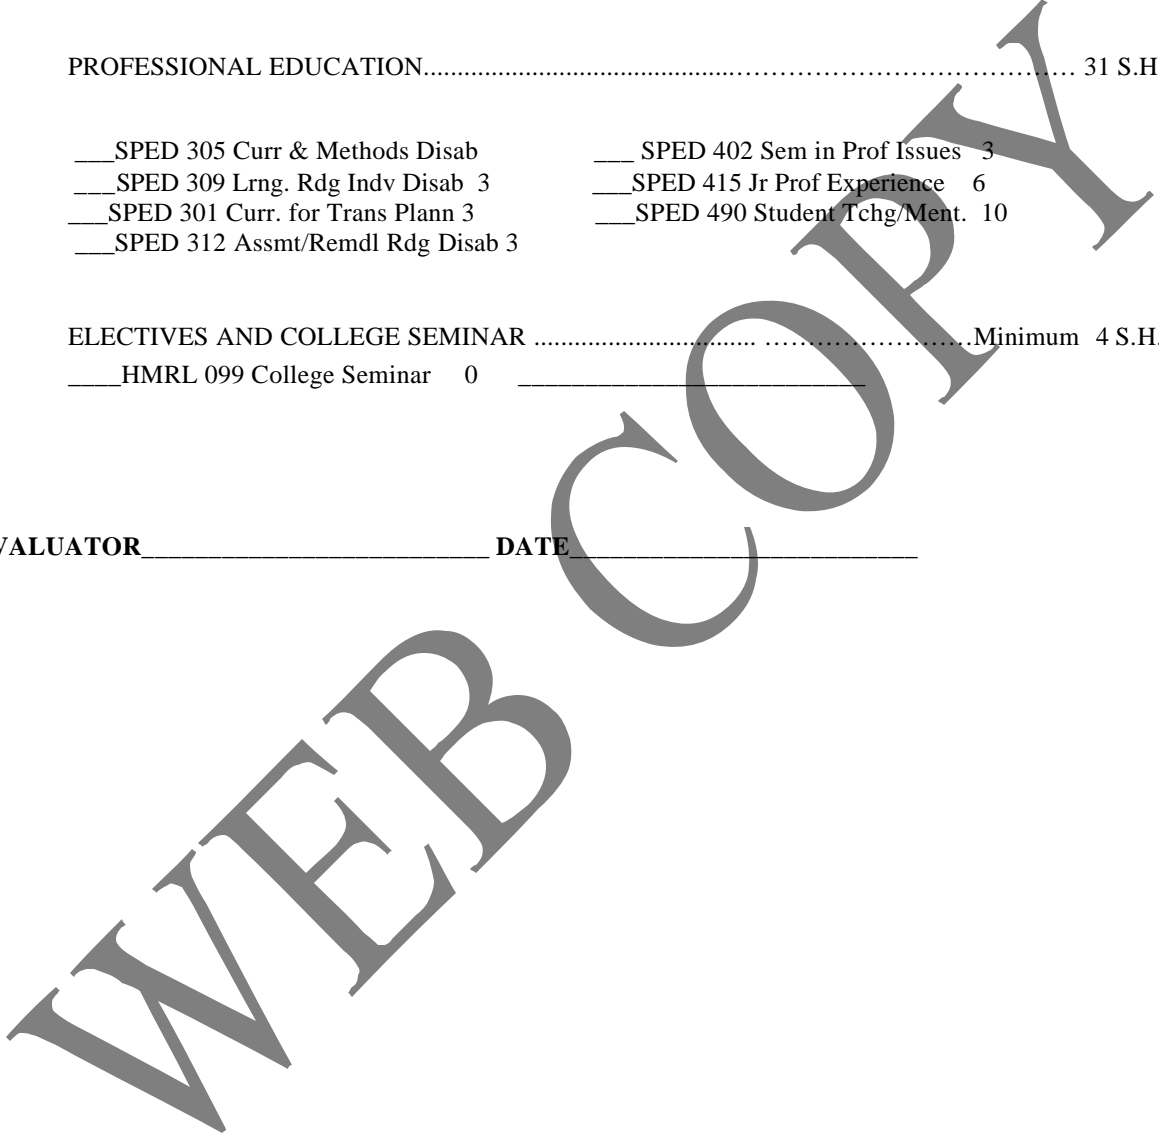 PROFESSIONAL EDUCATION..............................................………………………………… 31 S.H
___SPED 305 Curr & Methods Disab ___ SPED 402 Sem in Prof Issues 3
___SPED 309 Lrng. Rdg Indv Disab 3 ___SPED 415 Jr Prof Experience 6
___SPED 301 Curr. for Trans Plann 3 ___SPED 490 Student Tchg/Ment. 10
___SPED 312 Assmt/Remdl Rdg Disab 3
ELECTIVES AND COLLEGE SEMINAR ................................. ……………………Minimum 4 S.H.
____HMRL 099 College Seminar 0 __________________________
VALUATOR__________________________ DATE__________________________
WEB COPY